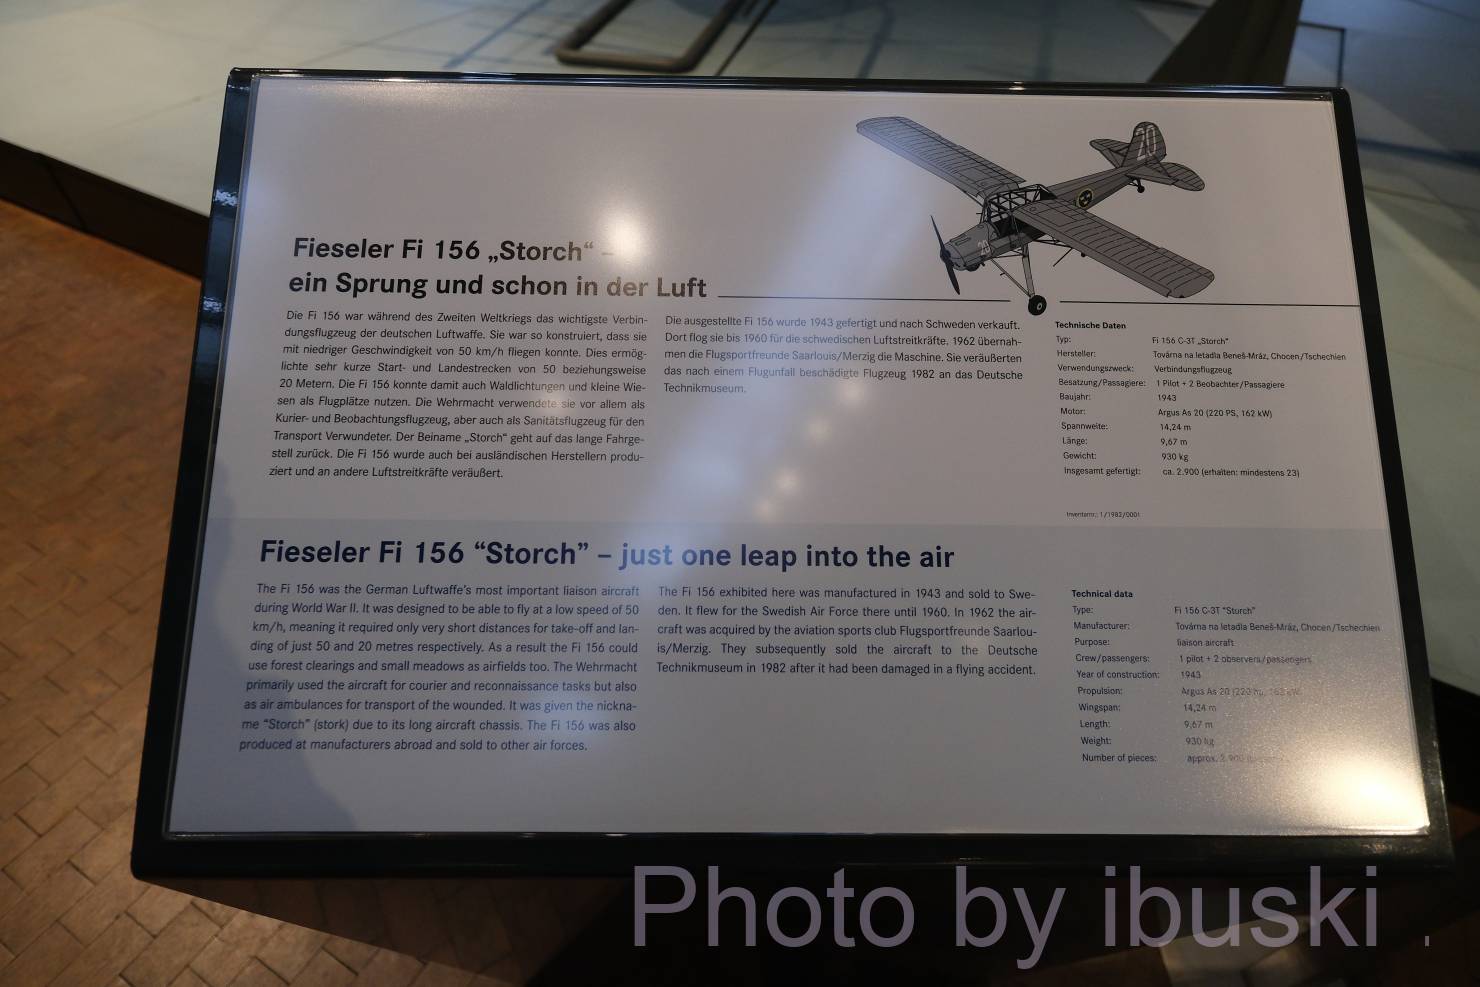 20
20
Fieseler Fi 156 „Storch“ –
ein Sprung und schon in der Luft
Die Fi 156 war während des Zweiten Weltkriegs das wichtigste Verbin-
dungsflugzeug der deutschen Luftwaffe. Sie war so konstruiert, dass sie
mit niedriger Geschwindigkeit von 50 km/h fliegen konnte. Dies ermög-
lichte sehr kurze Start- und Landestrecken von 50 beziehungsweise
20 Metern. Die Fi 156 konnte damit auch Waldlichtungen und kleine Wie-
sen als Flugplätze nutzen. Die Wehrmacht verwendete sie vor allem als
Kurier- und Beobachtungsflugzeug, aber auch als Sanitätsflugzeug für den
Transport Verwundeter. Der Beiname „Storch“ geht auf das lange Fahrge-
stell zurück. Die Fi 156 wurde auch bei ausländischen Herstellern produ-
ziert und an andere Luftstreitkräfte veräußert.
Die ausgestellte Fi 156 wurde 1943 gefertigt und nach Schweden verkauft.
Dort flog sie bis 1960 für die schwedischen Luftstreitkräfte. 1962 übernah-
men die Flugsportfreunde Saarlouis/Merzig die Maschine. Sie veräußerten
das nach einem Flugunfall beschädigte Flugzeug 1982 an das Deutsche
Technikmuseum.
Technische Daten
Typ: Fi 156 C-3T „Storch“
Hersteller: Továrna na letadla Beneš-Mráz, Chocen/Tschechien
Verwendungszweck: Verbindungsflugzeug
Besatzung/Passagiere: 1 Pilot + 2 Beobachter/Passagiere
Baujahr: 1943
Motor: Argus As 20 (220 PS, 162 kW)
Spannweite: 14,24 m
Länge: 9,67 m
Gewicht: 930 kg
Insgesamt gefertigt: ca. 2.900 (erhalten: mindestens 23)
Inventarnr.: 1/1982/0001
Fieseler Fi 156 “Storch” – just one leap into the air
The Fi 156 was the German Luftwaffe's most important liaison aircraft
during World War II. It was designed to be able to fly at a low speed of 50
km/h, meaning it required only very short distances for take-off and lan-
ding of just 50 and 20 metres respectively. As a result the Fi 156 could
use forest clearings and small meadows as airfields too. The Wehrmacht
primarily used the aircraft for courier and reconnaissance tasks but also
as air ambulances for transport of the wounded. It was given the nickna-
me “Storch” (stork) due to its long aircraft chassis. The Fi 156 was also
produced at manufacturers abroad and sold to other air forces.
The Fi 156 exhibited here was manufactured in 1943 and sold to Swe-
den. It flew for the Swedish Air Force there until 1960. In 1962 the air-
craft was acquired by the aviation sports club Flugsportfreunde Saarlou-
is/Merzig. They subsequently sold the aircraft to the Deutsche
Technikmuseum in 1982 after it had been damaged in a flying accident.
Technical data
Type: Fi 156 C-3T “Storch”
Manufacturer: Továrna na letadla Beneš-Mráz, Chocen/Tschechien
Purpose: liaison aircraft
Crew/passengers: 1 pilot + 2 observers/passengers
Year of construction: 1943
Propulsion: Argus As 20 (220 hp, 162 kW)
Wingspan: 14,24 m
Length: 9,67 m
Weight: 930 kg
Number of pieces: approx. 2.900
Photo by ibuski